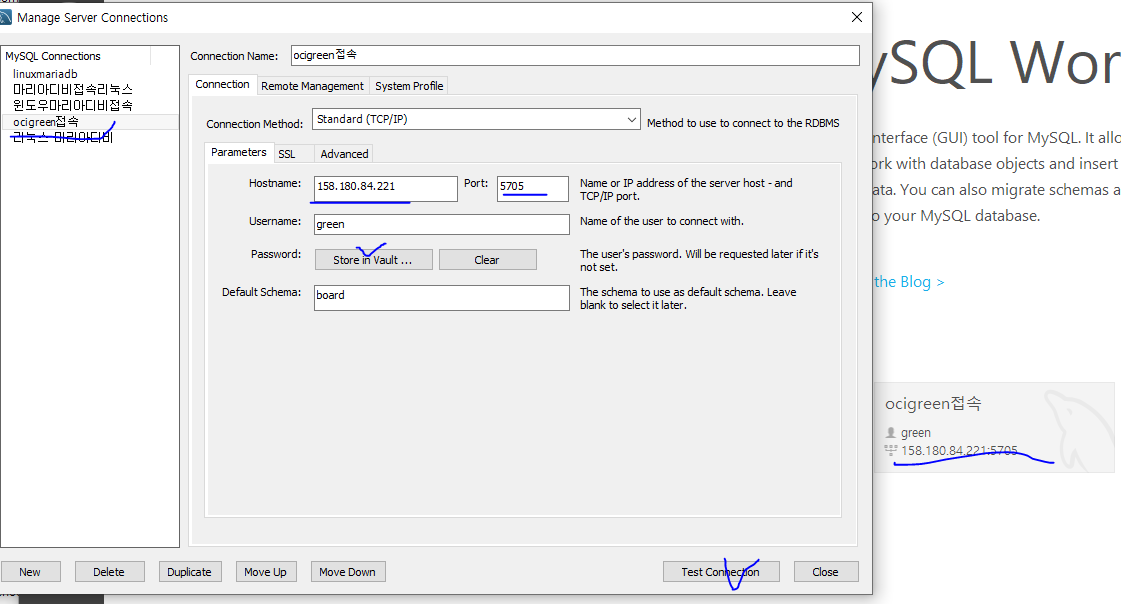 Manage Server Connections
MySQL Connections
linuxmariadb
마리아디비접속리눅스
윈도우마리아디비접속
ocigreen접속
리눅스 마리아디비
Connection Name: ocigreen접속
Connection Remote Management System Profile
Connection Method: Standard (TCP/IP) Method to use to connect to the RDBMS
Parameters SSL Advanced
Hostname: 158.180.84.221 Port: 5705 Name or IP address of the server host - and
TCP/IP port.
Username: green Name of the user to connect with.
Password: Store in Vault ... Clear The user's password. Will be requested later if it's
not set.
Default Schema: board The schema to use as default schema. Leave
blank to select it later.
New Delete Duplicate Move Up Move Down Test Connection Close
ySQL Wor
nterface (GUI) tool for MySQL. It allo
ork with database objects and insert
ata. You can also migrate schemas a
o your MySQL database.
the Blog >
ocigreen접속
green
158.180.84.221:5705